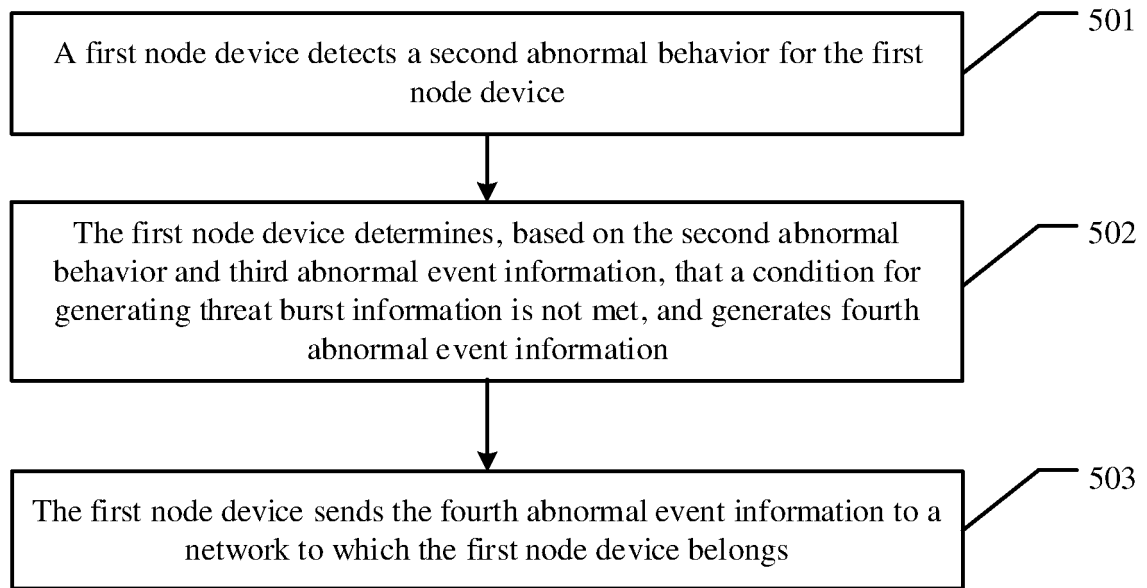 A first node device detects a second abnormal behavior for the first
node device
501
The first node device determines, based on the second abnormal
behavior and third abnormal event information, that a condition for
generating threat burst information is not met, and generates fourth
abnormal event information
502
The first node device sends the fourth abnormal event information to a
network to which the first node device belongs
503